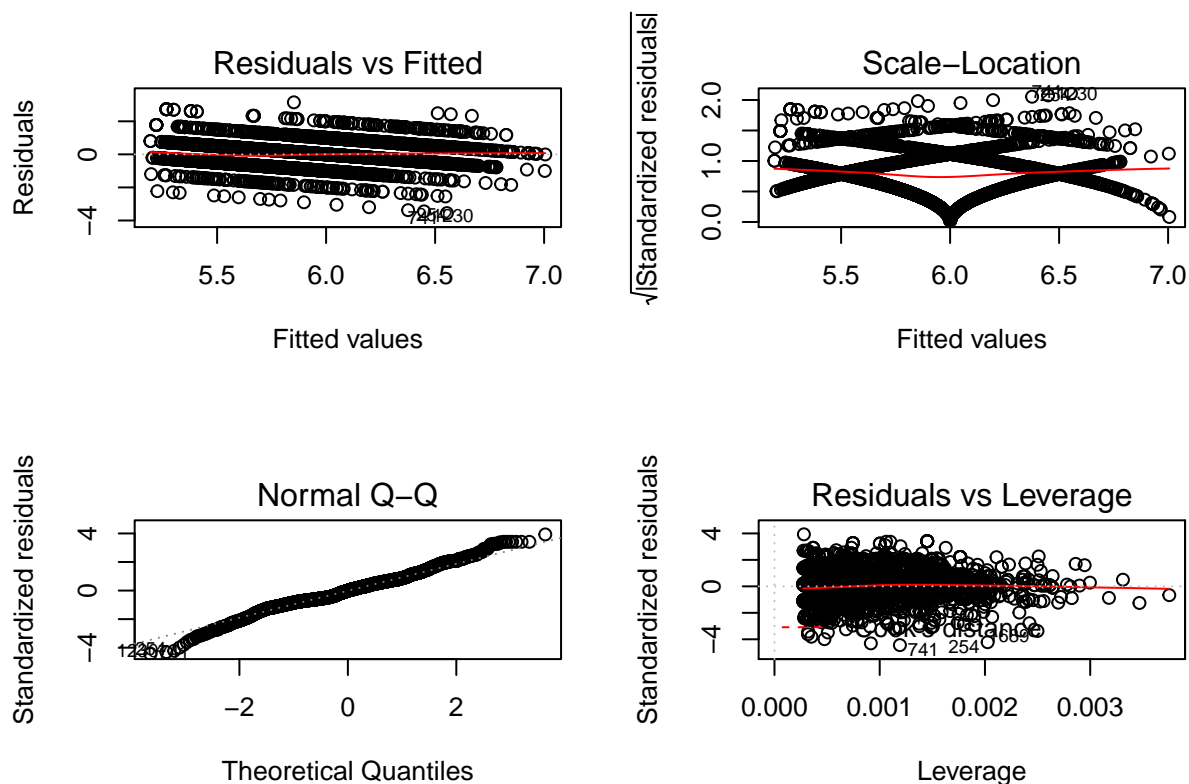 Residuals vs Fitted
Residuals
0
−4
5.5 6.0 6.5 7.0
Fitted values
Scale−Location
√|Standardized residuals|
2.0
1.0
0.0
5.5 6.0 6.5 7.0
Fitted values
Normal Q−Q
Standardized residuals
4
0
−4
−2 0 2
Theoretical Quantiles
Residuals vs Leverage
Standardized residuals
4
0
−4
Cook's distance
741 254 1689
0.000 0.001 0.002 0.003
Leverage